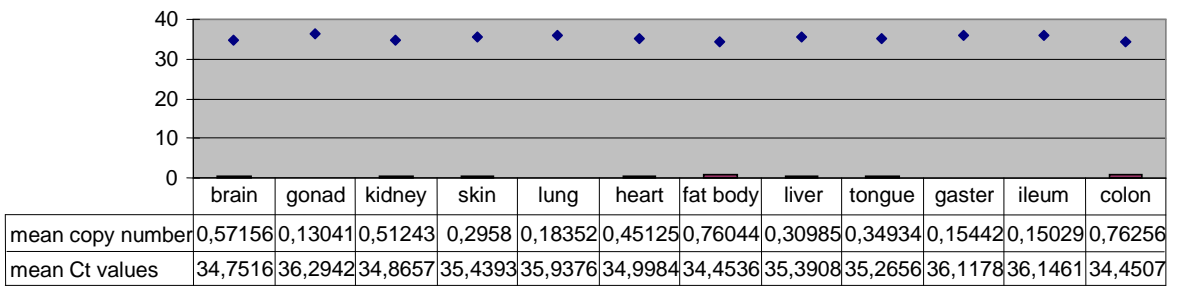 40
30
20
10
0
brain gonad kidney skin lung heart fat body liver tongue gaster ileum colon
mean copy number 0,57156 0,13041 0,51243 0,2958 0,18352 0,45125 0,76044 0,30985 0,34934 0,15442 0,15029 0,76256
mean Ct values 34,7516 36,2942 34,8657 35,4393 35,9376 34,9984 34,4536 35,3908 35,2656 36,1178 36,1461 34,4507